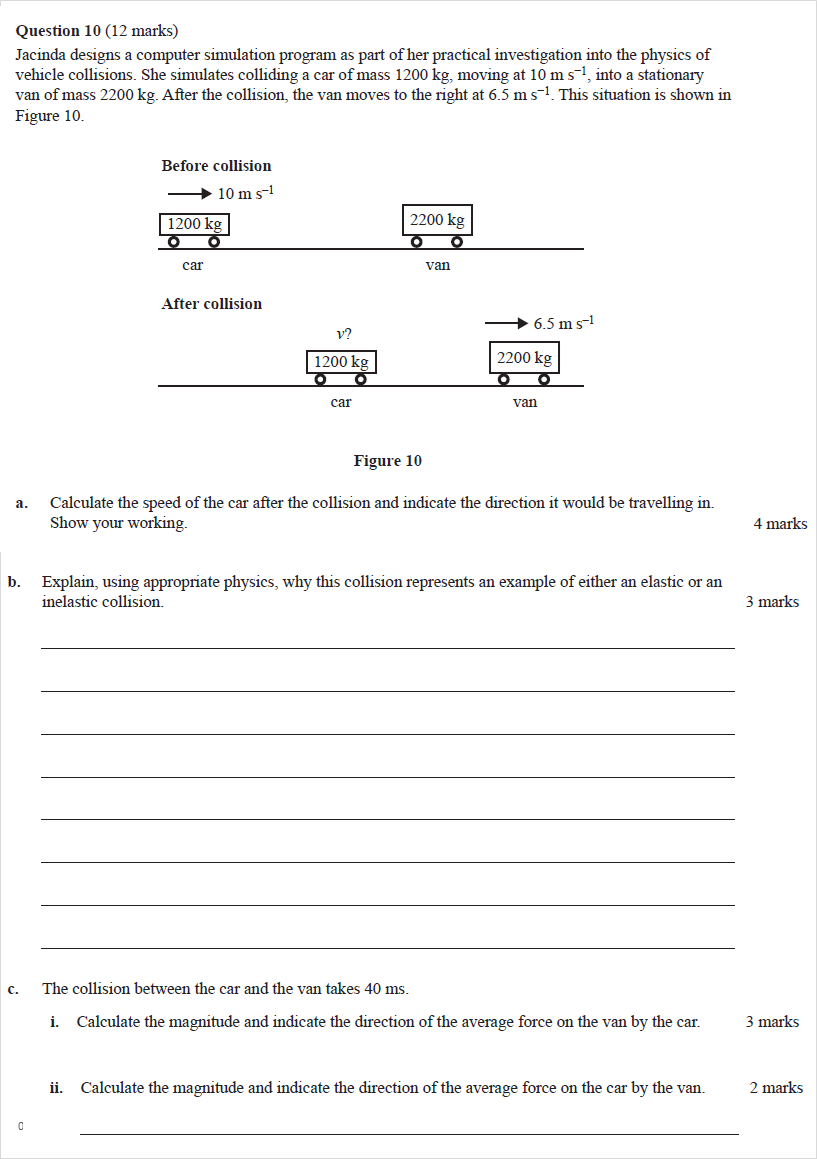 Question 10 (12 marks)
Jacinda designs a computer simulation program as part of her practical investigation into the physics of
vehicle collisions. She simulates colliding a car of mass 1200 kg, moving at 10 m s⁻¹, into a stationary
van of mass 2200 kg. After the collision, the van moves to the right at 6.5 m s⁻¹. This situation is shown in
Figure 10.
Before collision
10 m s⁻¹
1200 kg 2200 kg
car van
After collision
v? 6.5 m s⁻¹
1200 kg 2200 kg
car van
Figure 10
a. Calculate the speed of the car after the collision and indicate the direction it would be travelling in.
Show your working. 4 marks
b. Explain, using appropriate physics, why this collision represents an example of either an elastic or an
inelastic collision. 3 marks
c. The collision between the car and the van takes 40 ms.
i. Calculate the magnitude and indicate the direction of the average force on the van by the car. 3 marks
ii. Calculate the magnitude and indicate the direction of the average force on the car by the van. 2 marks